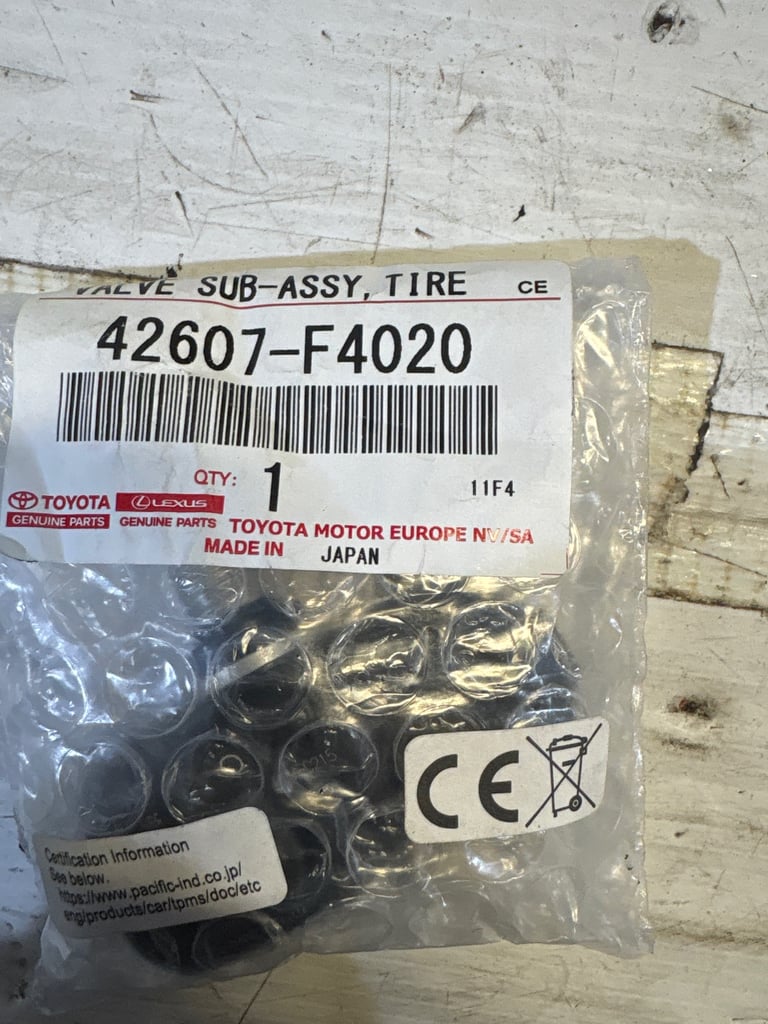 VALVE SUB-ASSY, TIRE CE
42607-F4020
QTY: 1 11F4
TOYOTA LEXUS
GENUINE PARTS GENUINE PARTS
TOYOTA MOTOR EUROPE NV/SA
MADE IN JAPAN
CE
Certification Information
See below.
https://www.pacific-ind.co.jp/
eng/products/car/tpms/doc/etc